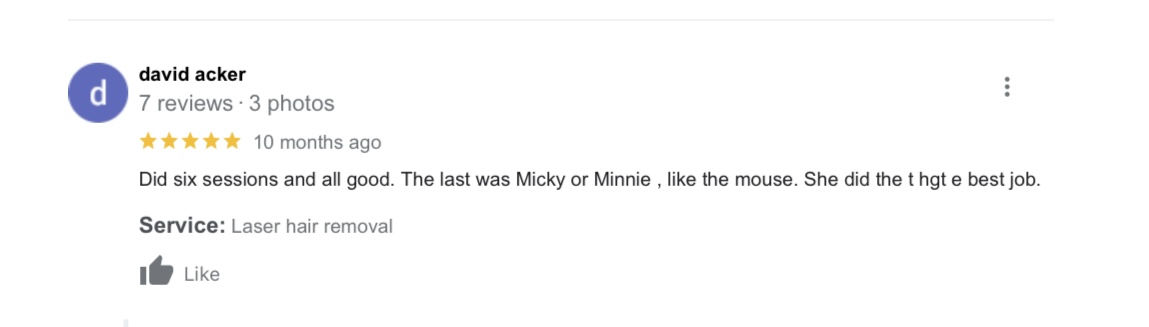 d
david acker
7 reviews · 3 photos
10 months ago
Did six sessions and all good. The last was Micky or Minnie , like the mouse. She did the t hgt e best job.
Service: Laser hair removal
Like